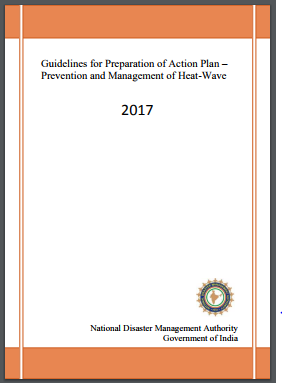 Guidelines for Preparation of Action Plan –
Prevention and Management of Heat-Wave
2017
National Disaster Management Authority
Government of India